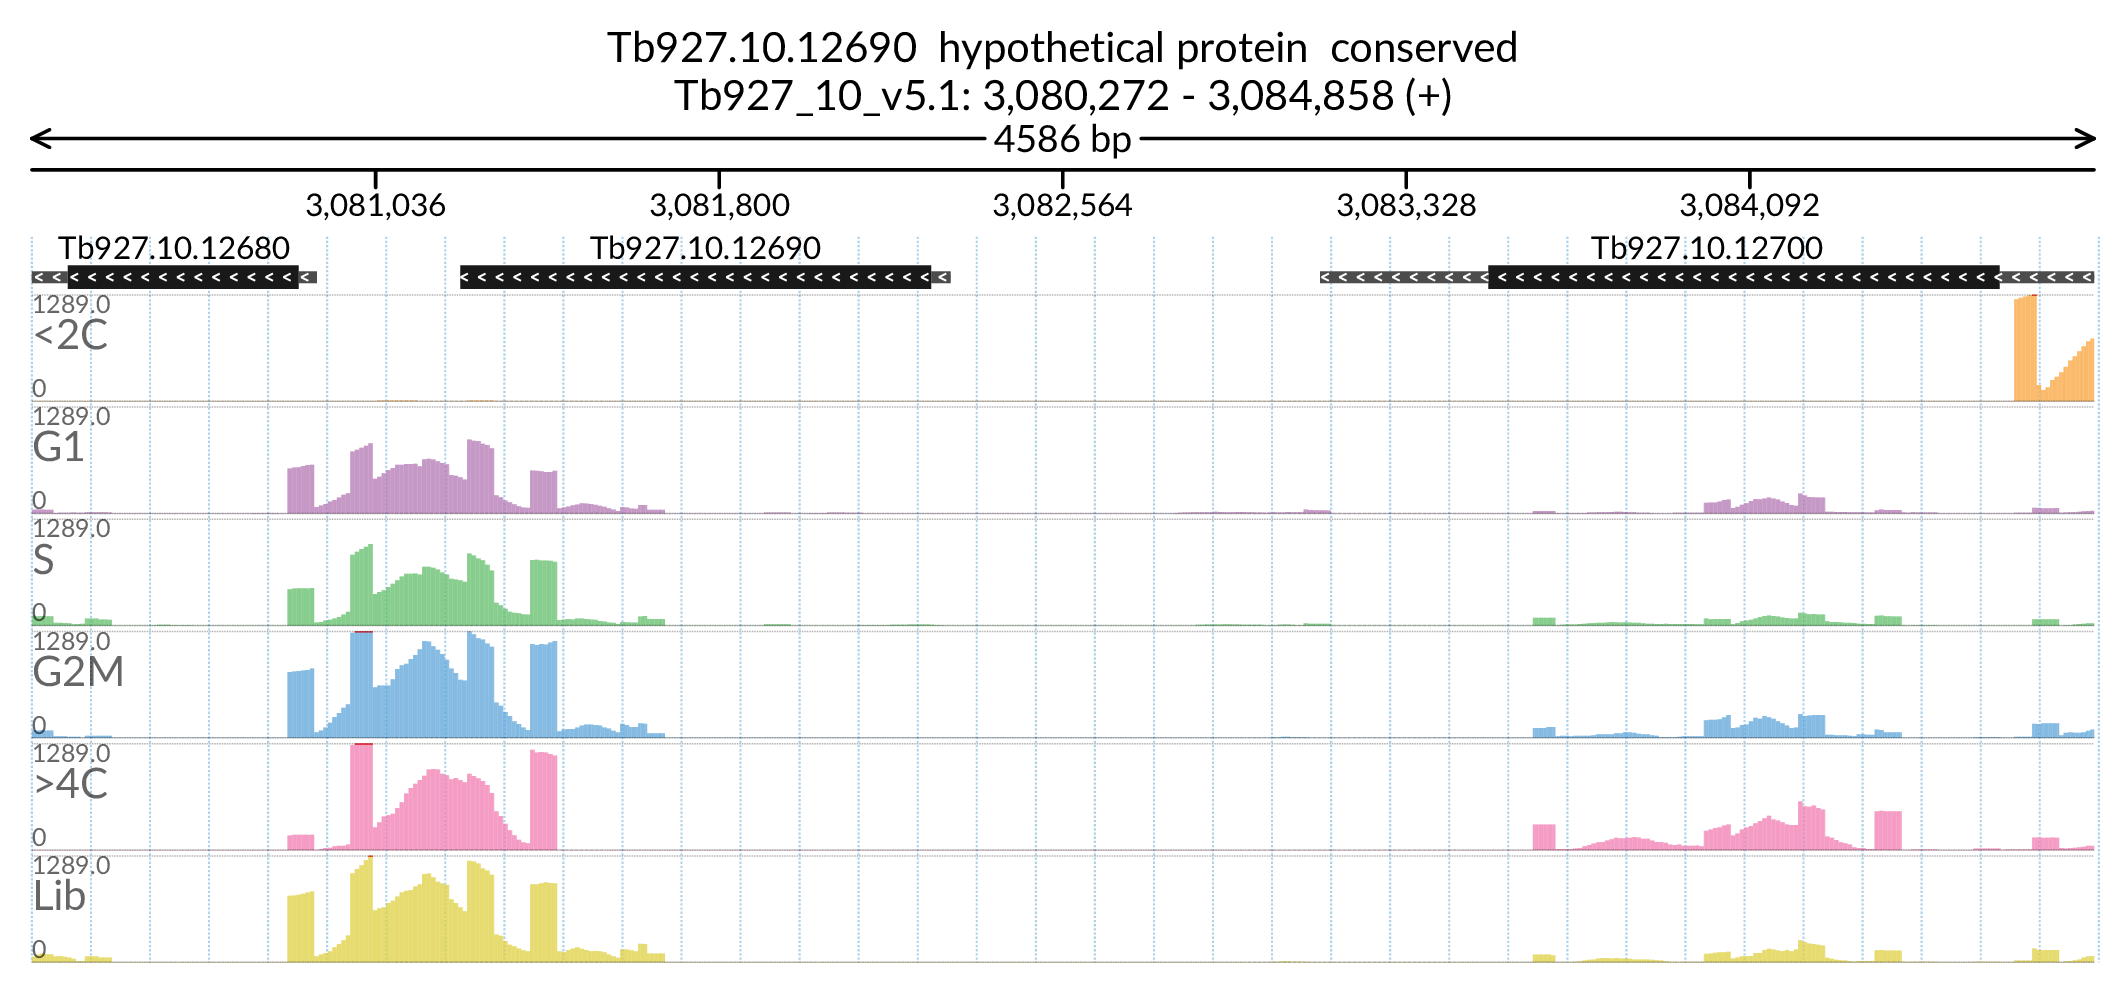 Tb927.10.12690 hypothetical protein conserved
Tb927_10_v5.1: 3,080,272 - 3,084,858 (+)
4586 bp
3,081,036 3,081,800 3,082,564 3,083,328 3,084,092
Tb927.10.12680 Tb927.10.12690 Tb927.10.12700
1289.0
<2C
0
1289.0
G1
0
1289.0
S
0
1289.0
G2M
0
1289.0
>4C
0
1289.0
Lib
0